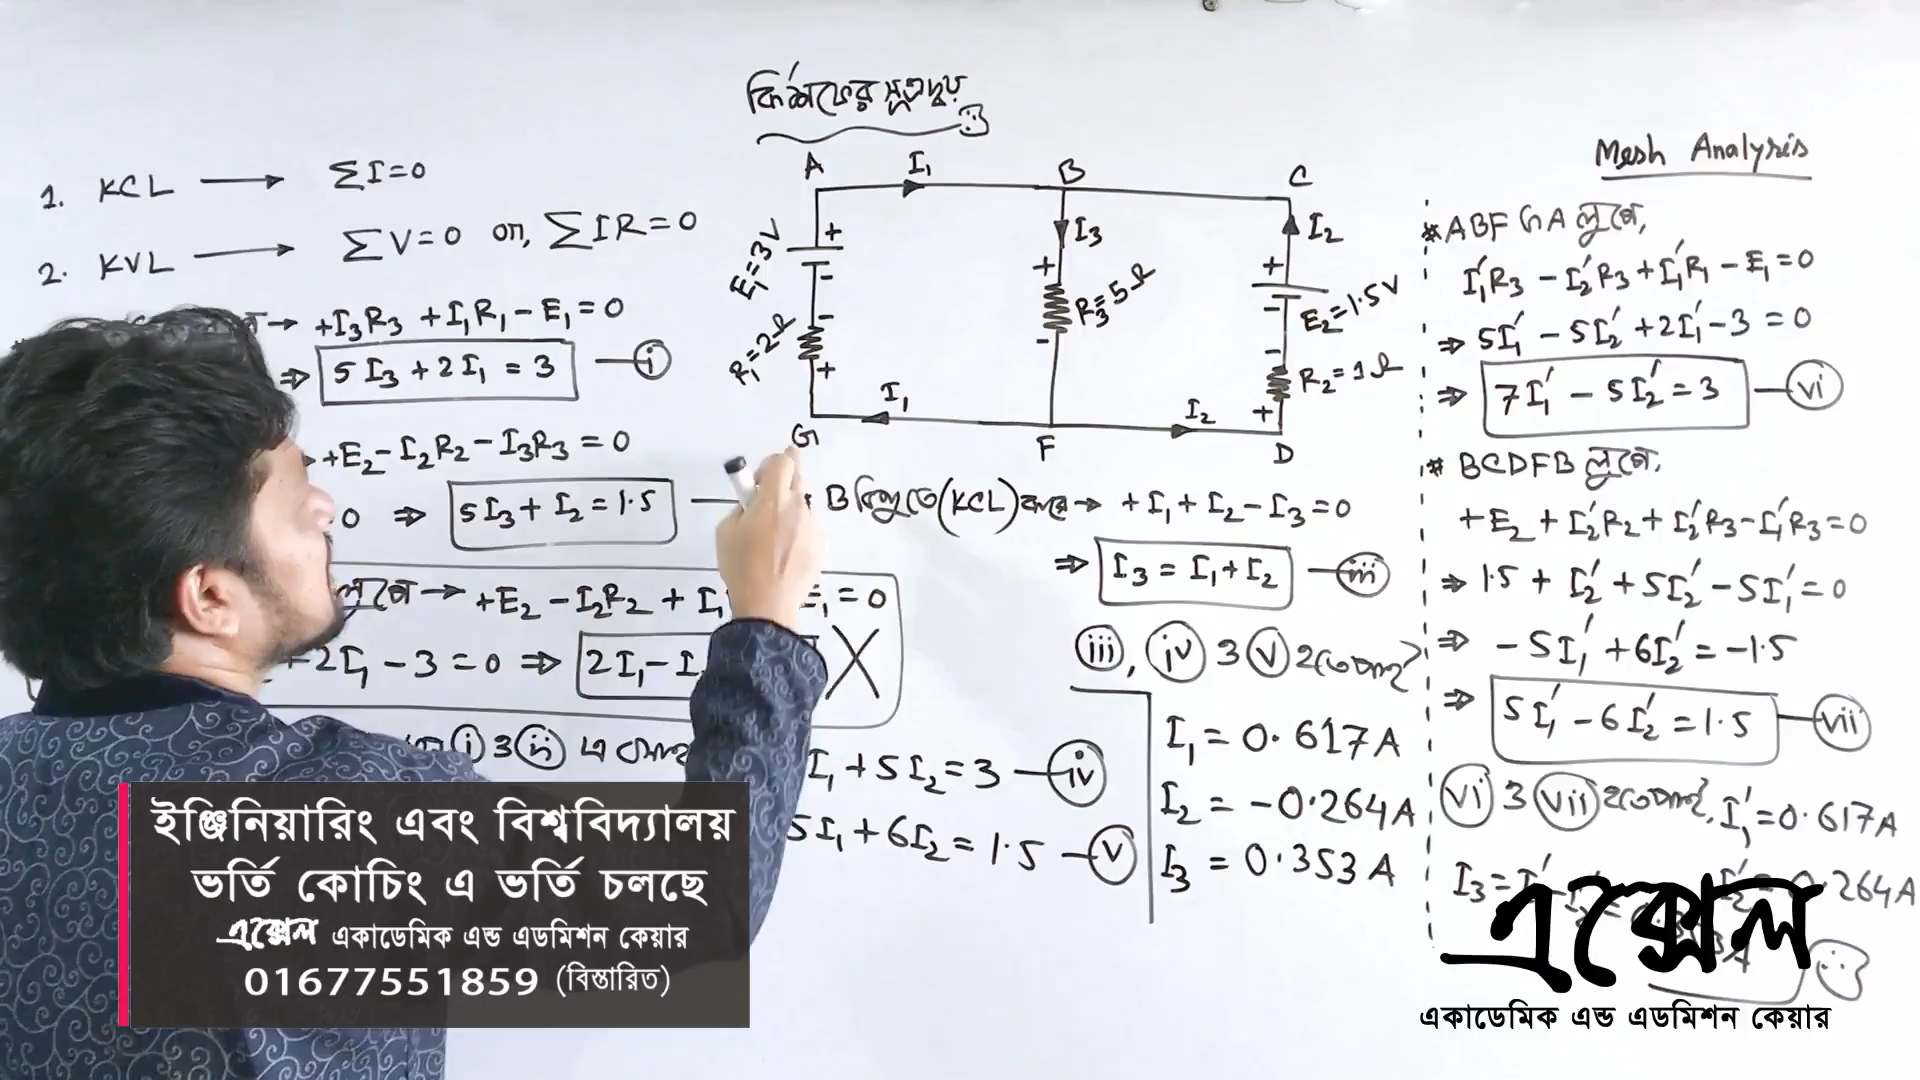 কির্শফের সূত্রদ্বয়
1. KCL → ΣI=0
2. KVL → ΣV=0 or, ΣIR=0
→ +I₃R₃ +I₁R₁ - E₁=0
⇒ 5I₃+2I₁ = 3 — i
+E₂-I₂R₂-I₃R₃=0
0 ⇒ 5I₃+I₂=1.5
লুপে → +E₂-I₂R₂ + I₁ E₁=0
+2I₁-3=0 ⇒ 2I₁-I
i ও ii এ
I₁+5I₂=3 — iv
5I₁+6I₂=1.5 — v
A I₁ B C
E₁=3V + -
R₁=2Ω - +
I₃
+ R₃=5Ω -
I₂
+ - E₂=1.5V
- R₂=1Ω +
G I₁ F I₂ D
B বিন্দুতে (KCL) করে → +I₁+I₂-I₃=0
⇒ I₃=I₁+I₂ — iii
iii, iv ও v হতে পাই
I₁ = 0.617A
I₂ = -0.264A
I₃ = 0.353A
Mesh Analysis
* ABFGA লুপে,
I₁'R₃ - I₂'R₃+I₁'R₁-E₁=0
⇒ 5I₁'-5I₂'+2I₁'-3=0
⇒ 7I₁'-5I₂'=3 — vi
* BCDFB লুপে,
+E₂+I₂'R₂+I₂'R₃-I₁'R₃=0
⇒ 1.5+I₂'+5I₂'-5I₁'=0
⇒ -5I₁'+6I₂'=-1.5
⇒ 5I₁'-6I₂'=1.5 — vii
vi ও vii হতে পাই, I₁'=0.617A
I₃=I₁'-I₂' I₂'=0.264A
ইঞ্জিনিয়ারিং এবং বিশ্ববিদ্যালয়
ভর্তি কোচিং এ ভর্তি চলছে
এক্সেল একাডেমিক এন্ড এডমিশন কেয়ার
01677551859 (বিস্তারিত)
এক্সেল
একাডেমিক এন্ড এডমিশন কেয়ার